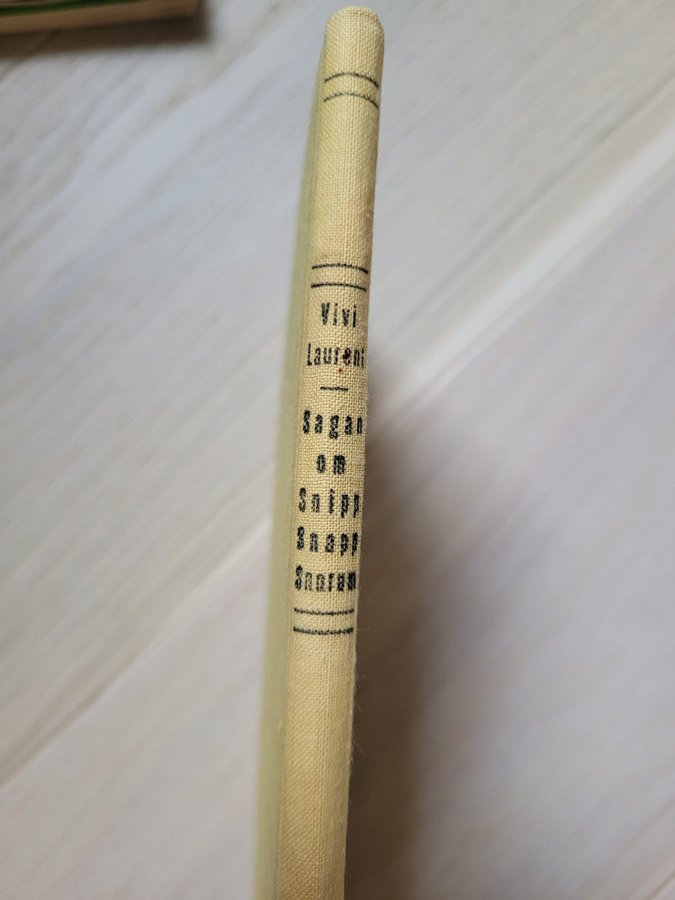 Vivi
Laurent
Sagan
om
Snipp
Snapp
Snorum